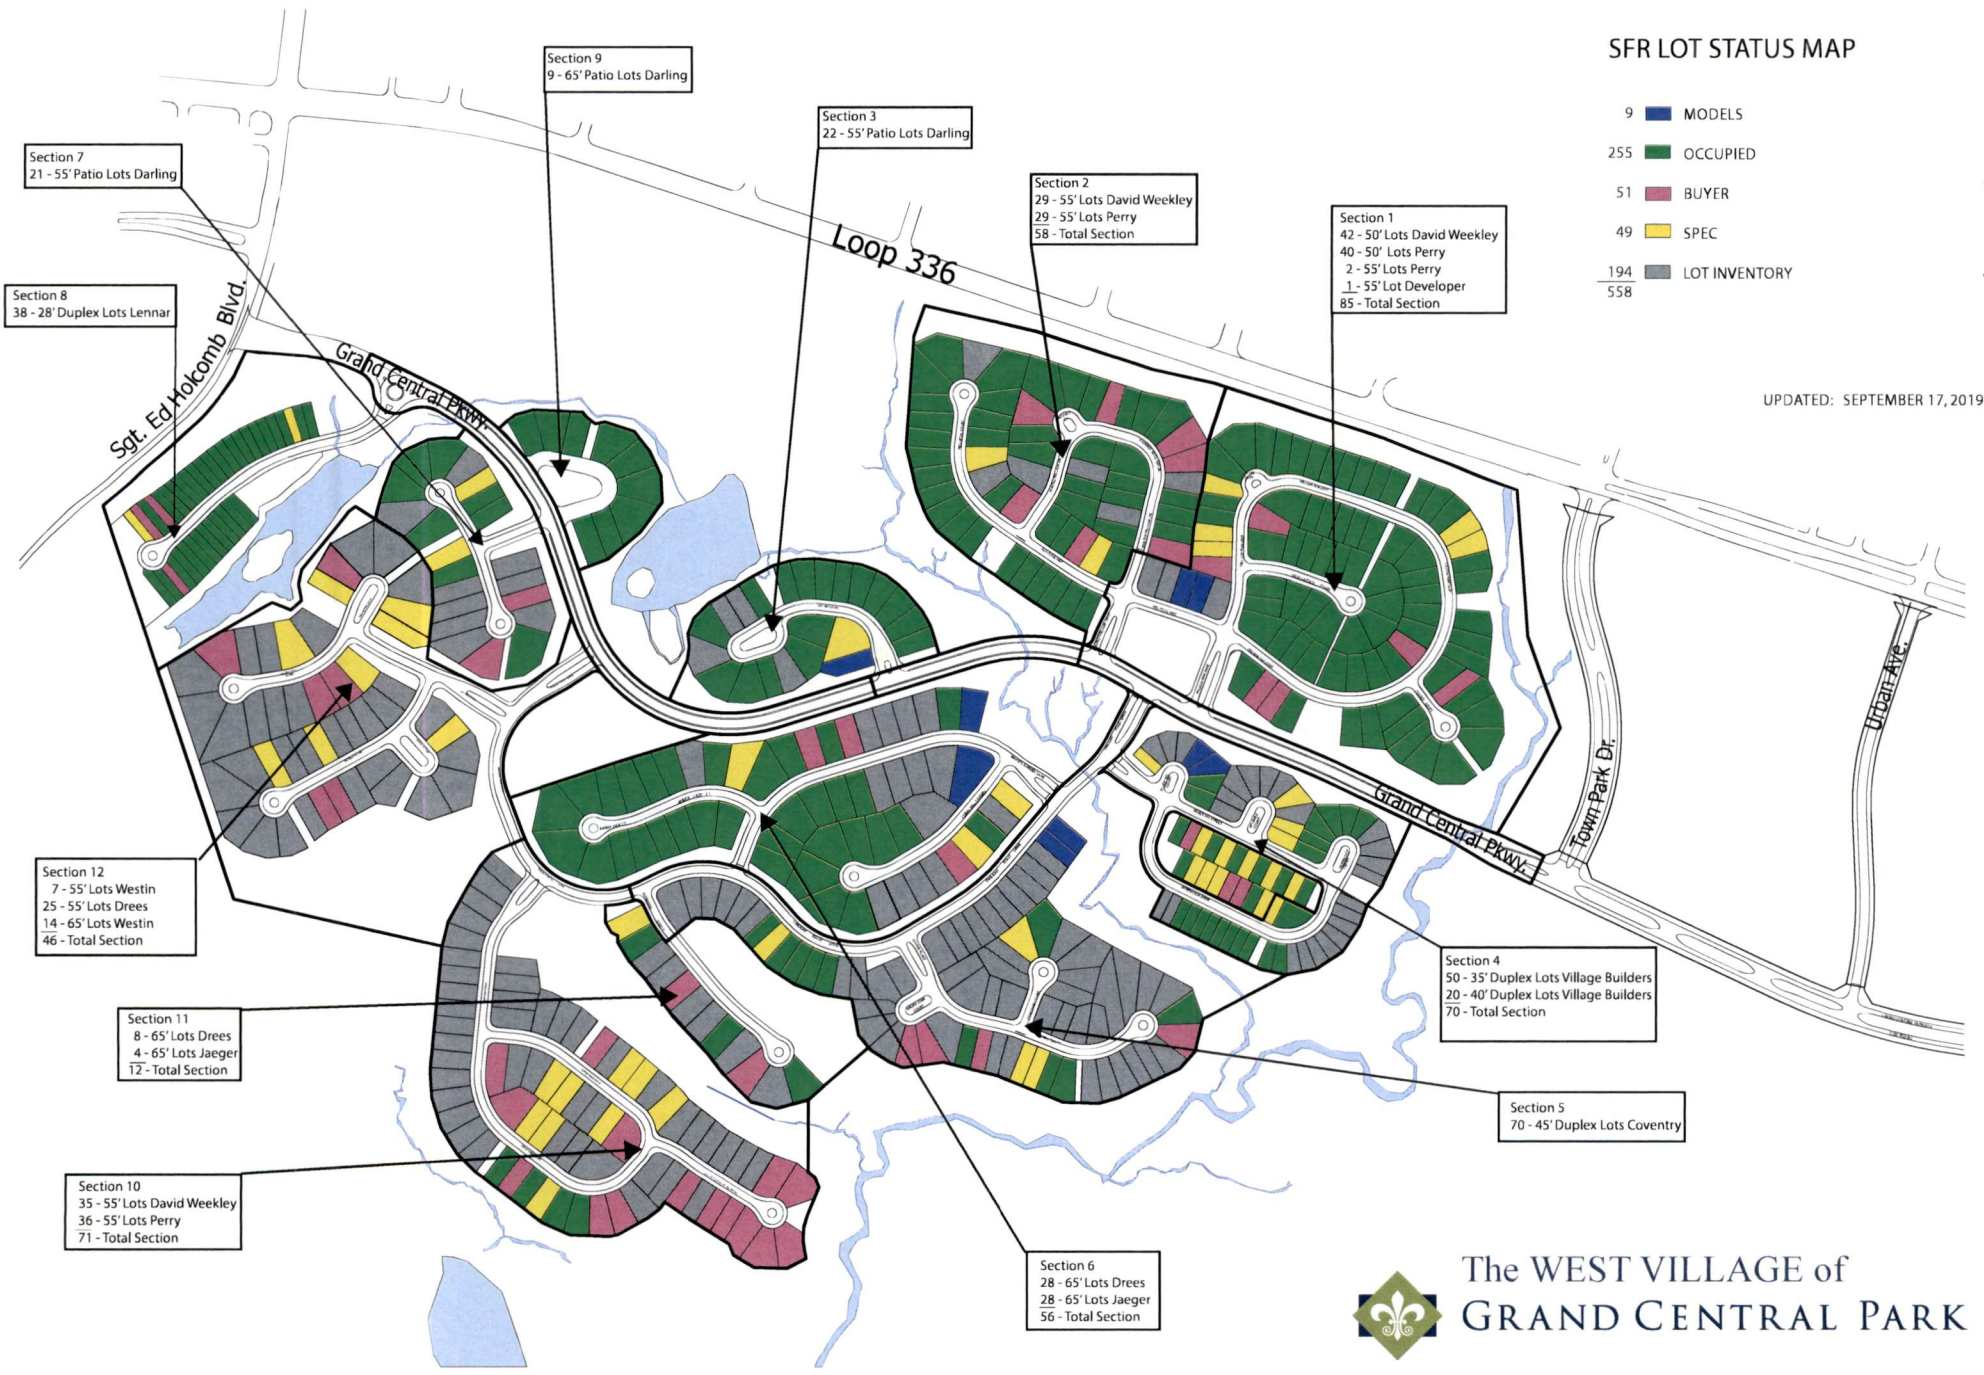 SFR LOT STATUS MAP
9 MODELS
255 OCCUPIED
51 BUYER
49 SPEC
194 LOT INVENTORY
558
UPDATED: SEPTEMBER 17, 2019
Section 9
9 - 65' Patio Lots Darling
Section 3
22 - 55' Patio Lots Darling
Section 7
21 - 55' Patio Lots Darling
Section 2
29 - 55' Lots David Weekley
29 - 55' Lots Perry
58 - Total Section
Section 1
42 - 50' Lots David Weekley
40 - 50' Lots Perry
2 - 55' Lots Perry
1 - 55' Lot Developer
85 - Total Section
Section 8
38 - 28' Duplex Lots Lennar
Loop 336
Sgt. Ed Holcomb Blvd.
Grand Central Pkwy.
Grand Central Pkwy.
Town Park Dr.
Urban Ave.
Section 12
7 - 55' Lots Westin
25 - 55' Lots Drees
14 - 65' Lots Westin
46 - Total Section
Section 4
50 - 35' Duplex Lots Village Builders
20 - 40' Duplex Lots Village Builders
70 - Total Section
Section 11
8 - 65' Lots Drees
4 - 65' Lots Jaeger
12 - Total Section
Section 5
70 - 45' Duplex Lots Coventry
Section 10
35 - 55' Lots David Weekley
36 - 55' Lots Perry
71 - Total Section
Section 6
28 - 65' Lots Drees
28 - 65' Lots Jaeger
56 - Total Section
The WEST VILLAGE of
GRAND CENTRAL PARK